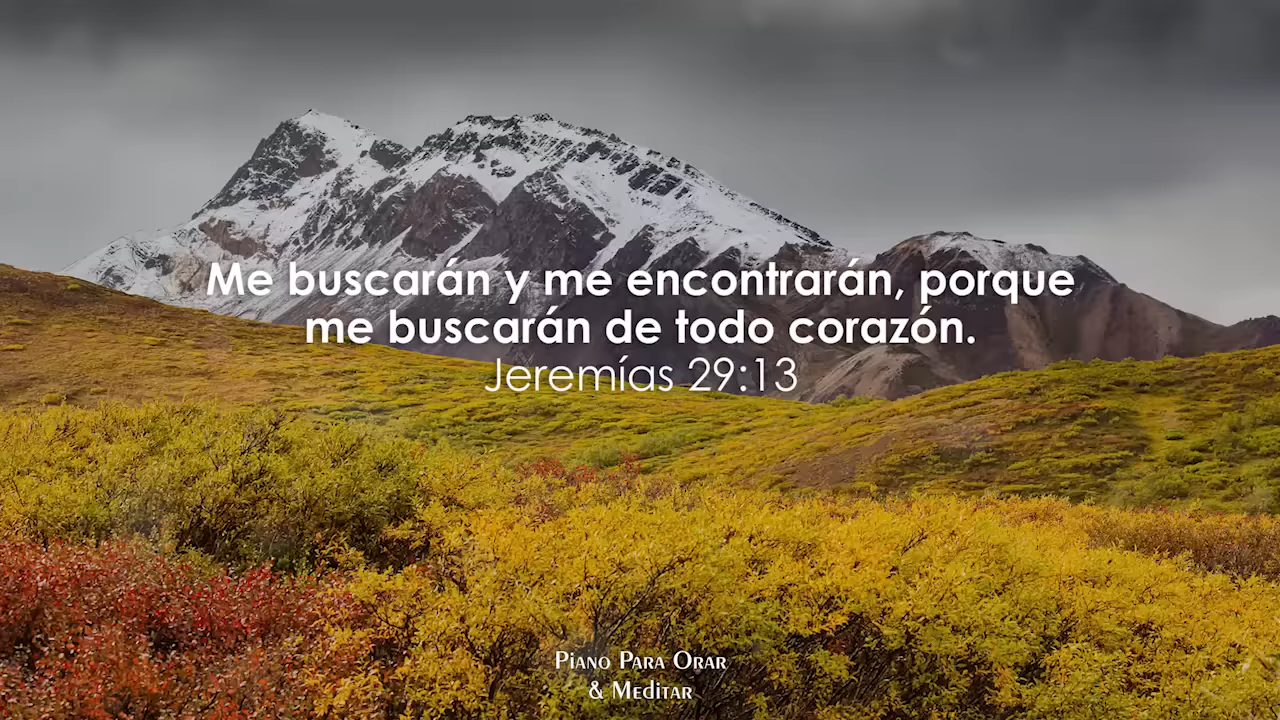 Me buscarán y me encontrarán, porque
me buscarán de todo corazón.
Jeremías 29:13
Piano Para Orar
& Meditar